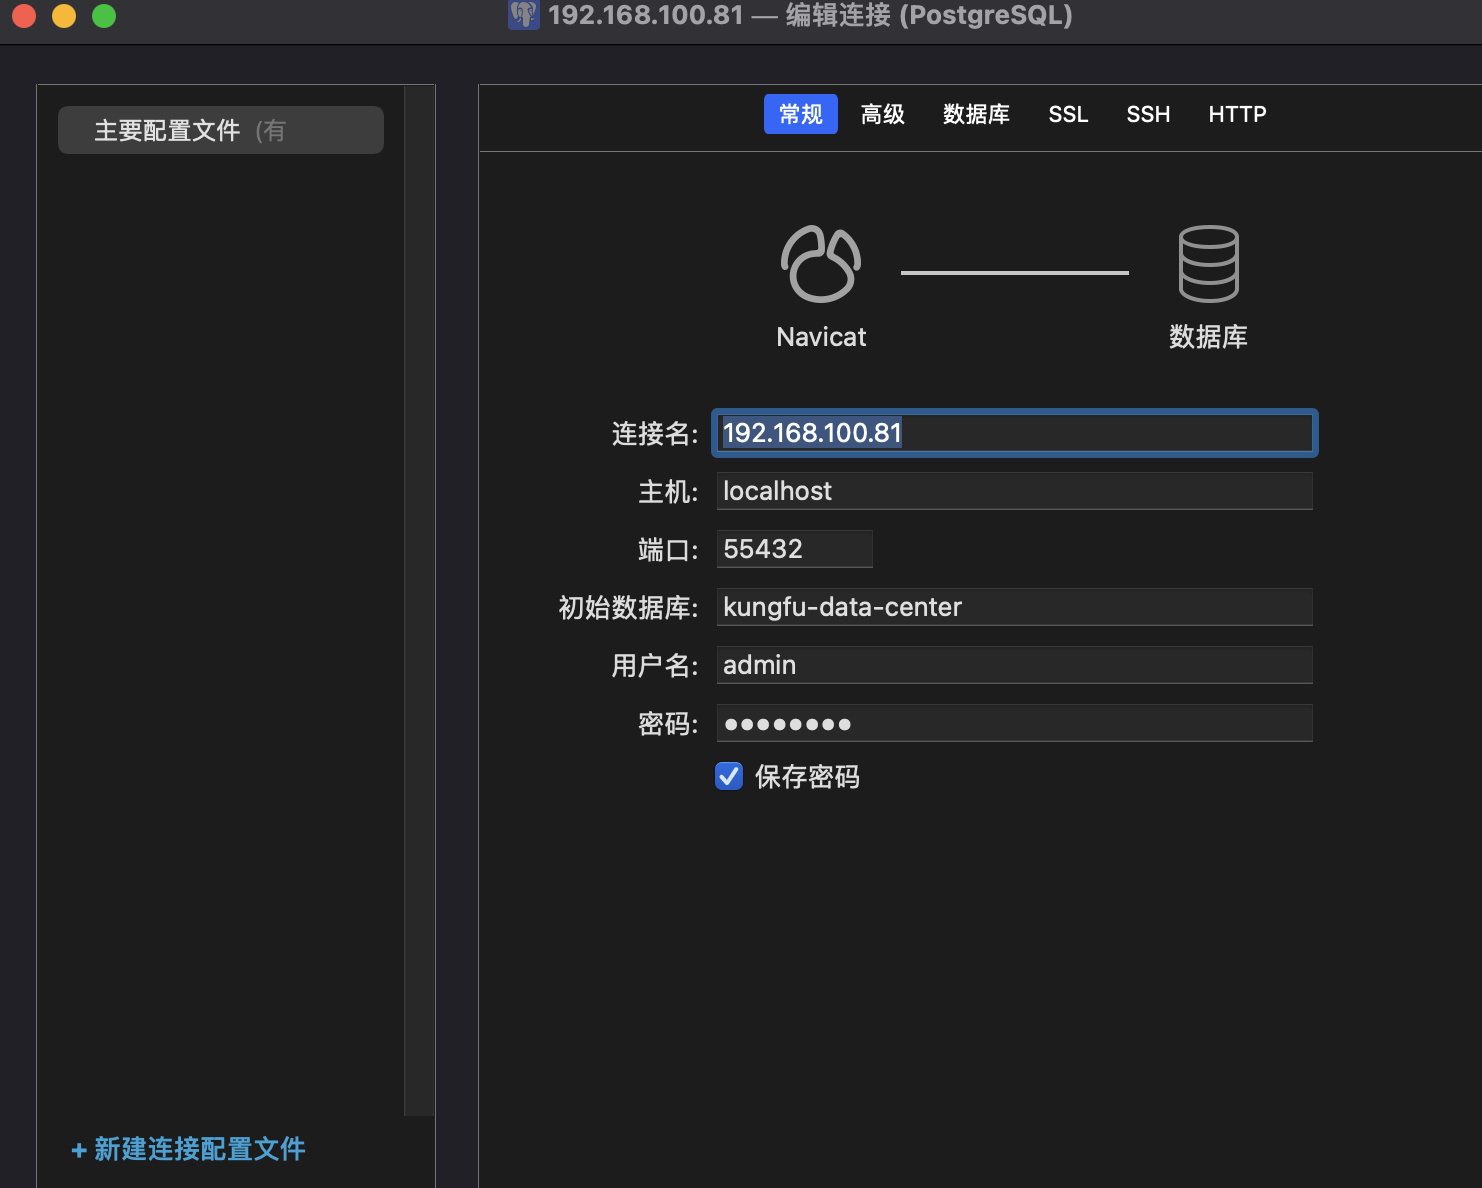 192.168.100.81 — 编辑连接 (PostgreSQL)
主要配置文件 (有
常规 高级 数据库 SSL SSH HTTP
Navicat 数据库
连接名: 192.168.100.81
主机: localhost
端口: 55432
初始数据库: kungfu-data-center
用户名: admin
密码: ●●●●●●●●
保存密码
+ 新建连接配置文件